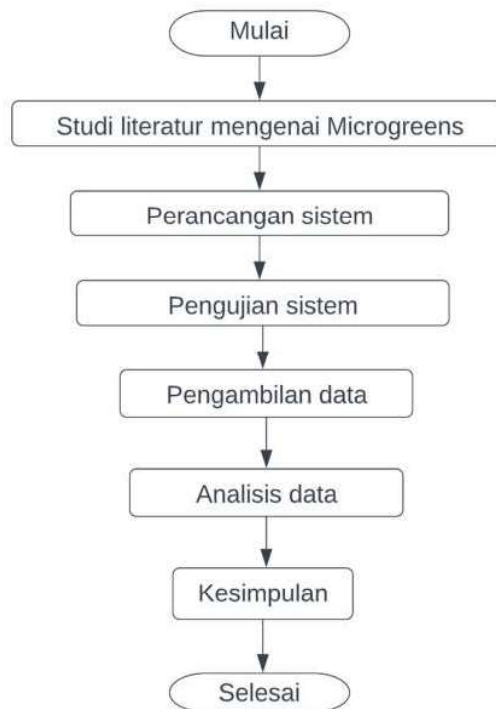 Mulai
Studi literatur mengenai Microgreens
Perancangan sistem
Pengujian sistem
Pengambilan data
Analisis data
Kesimpulan
Selesai